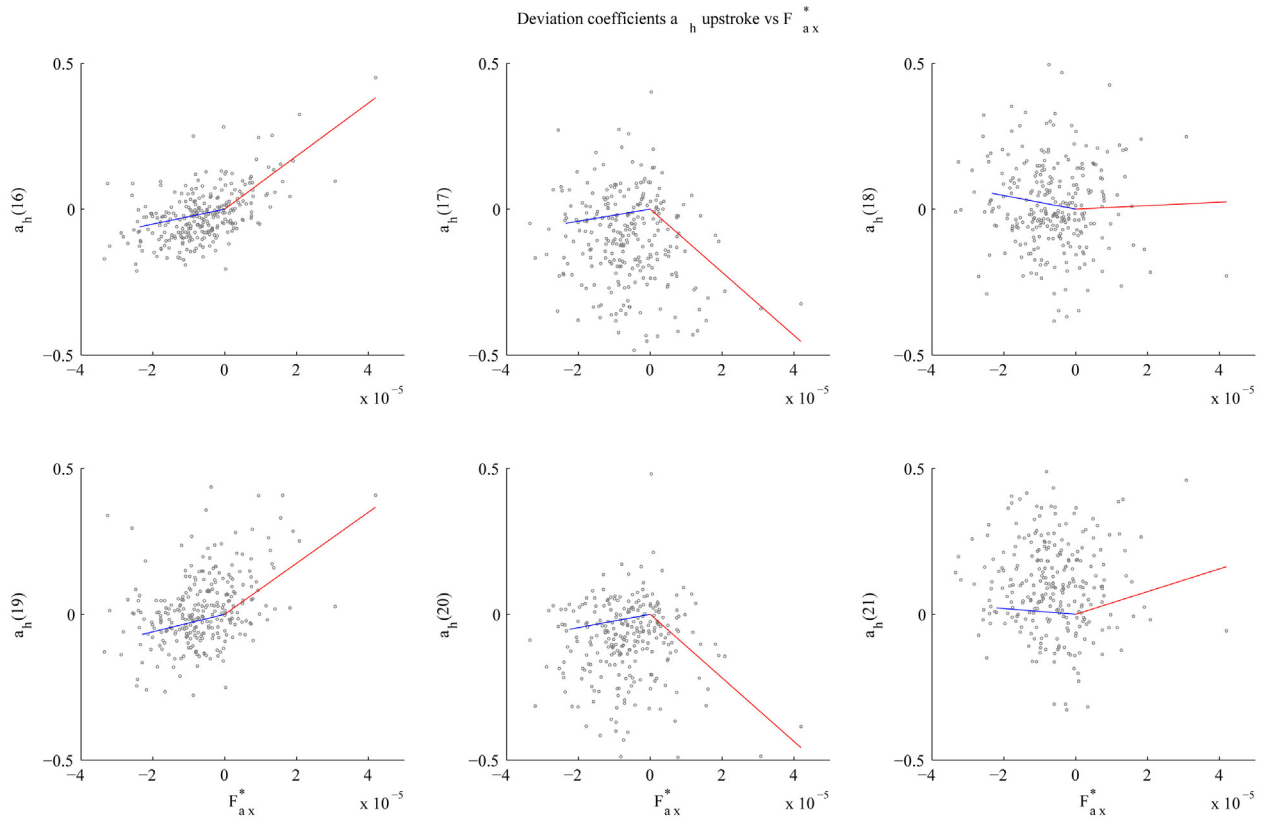 Deviation coefficients a h upstroke vs F* a x
0.5
0
−0.5
a h (16)
−4 −2 0 2 4
x 10⁻⁵
0.5
0
−0.5
a h (17)
−4 −2 0 2 4
x 10⁻⁵
0.5
0
−0.5
a h (18)
−4 −2 0 2 4
x 10⁻⁵
0.5
0
−0.5
a h (19)
−4 −2 0 2 4
x 10⁻⁵
F* a x
0.5
0
−0.5
a h (20)
−4 −2 0 2 4
x 10⁻⁵
F* a x
0.5
0
−0.5
a h (21)
−4 −2 0 2 4
x 10⁻⁵
F* a x